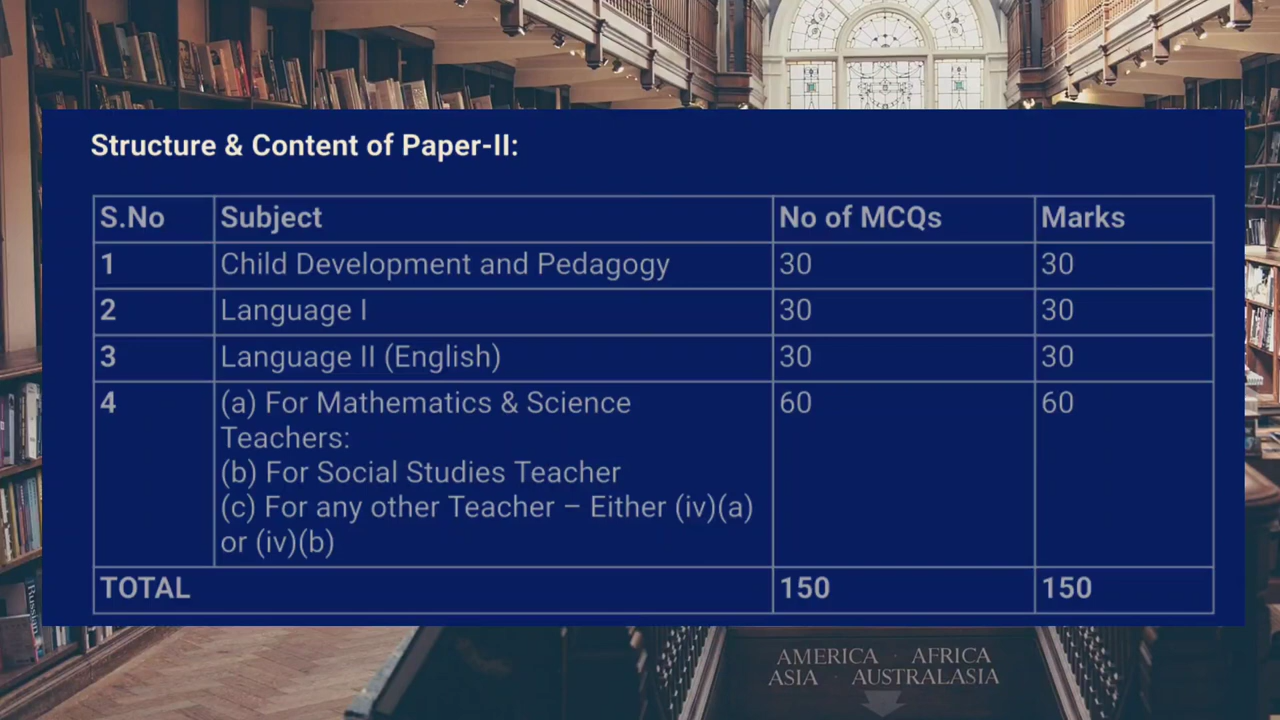 Structure & Content of Paper-II:
S.No Subject No of MCQs Marks
1 Child Development and Pedagogy 30 30
2 Language I 30 30
3 Language II (English) 30 30
4 (a) For Mathematics & Science 60 60
Teachers:
(b) For Social Studies Teacher
(c) For any other Teacher – Either (iv)(a)
or (iv)(b)
TOTAL 150 150
Russian
AMERICA · AFRICA
ASIA · AUSTRALASIA